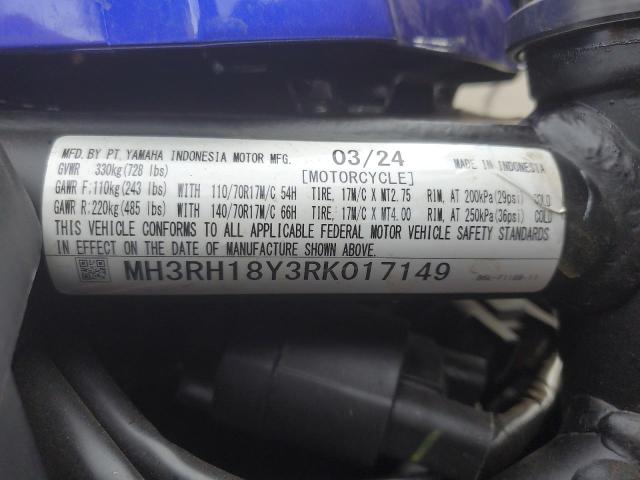 MFD. BY PT. YAMAHA INDONESIA MOTOR MFG. 03/24 MADE IN INDONESIA
GVWR 330kg(728 lbs) [MOTORCYCLE]
GAWR F:110kg(243 lbs) WITH 110/70R17M/C 54H TIRE, 17M/C X MT2.75 RIM, AT 200kPa(29psi) COLD
GAWR R:220kg(485 lbs) WITH 140/70R17M/C 66H TIRE, 17M/C X MT4.00 RIM, AT 250kPa(36psi) COLD
THIS VEHICLE CONFORMS TO ALL APPLICABLE FEDERAL MOTOR VEHICLE SAFETY STANDARDS
IN EFFECT ON THE DATE OF MANUFACTURE SHOWN ABOVE.
MH3RH18Y3RK017149